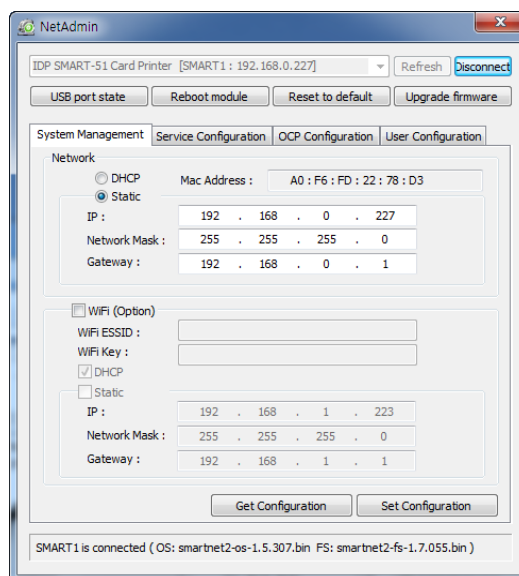 NetAdmin
IDP SMART-51 Card Printer [SMART1 : 192.168.0.227] Refresh Disconnect
USB port state Reboot module Reset to default Upgrade firmware
System Management Service Configuration OCP Configuration User Configuration
Network
DHCP Mac Address : A0 : F6 : FD : 22 : 78 : D3
Static
IP : 192 . 168 . 0 . 227
Network Mask : 255 . 255 . 255 . 0
Gateway : 192 . 168 . 0 . 1
WiFi (Option)
WiFi ESSID :
WiFi Key :
DHCP
Static
IP : 192 . 168 . 1 . 223
Network Mask : 255 . 255 . 255 . 0
Gateway : 192 . 168 . 1 . 1
Get Configuration Set Configuration
SMART1 is connected ( OS: smartnet2-os-1.5.307.bin FS: smartnet2-fs-1.7.055.bin )